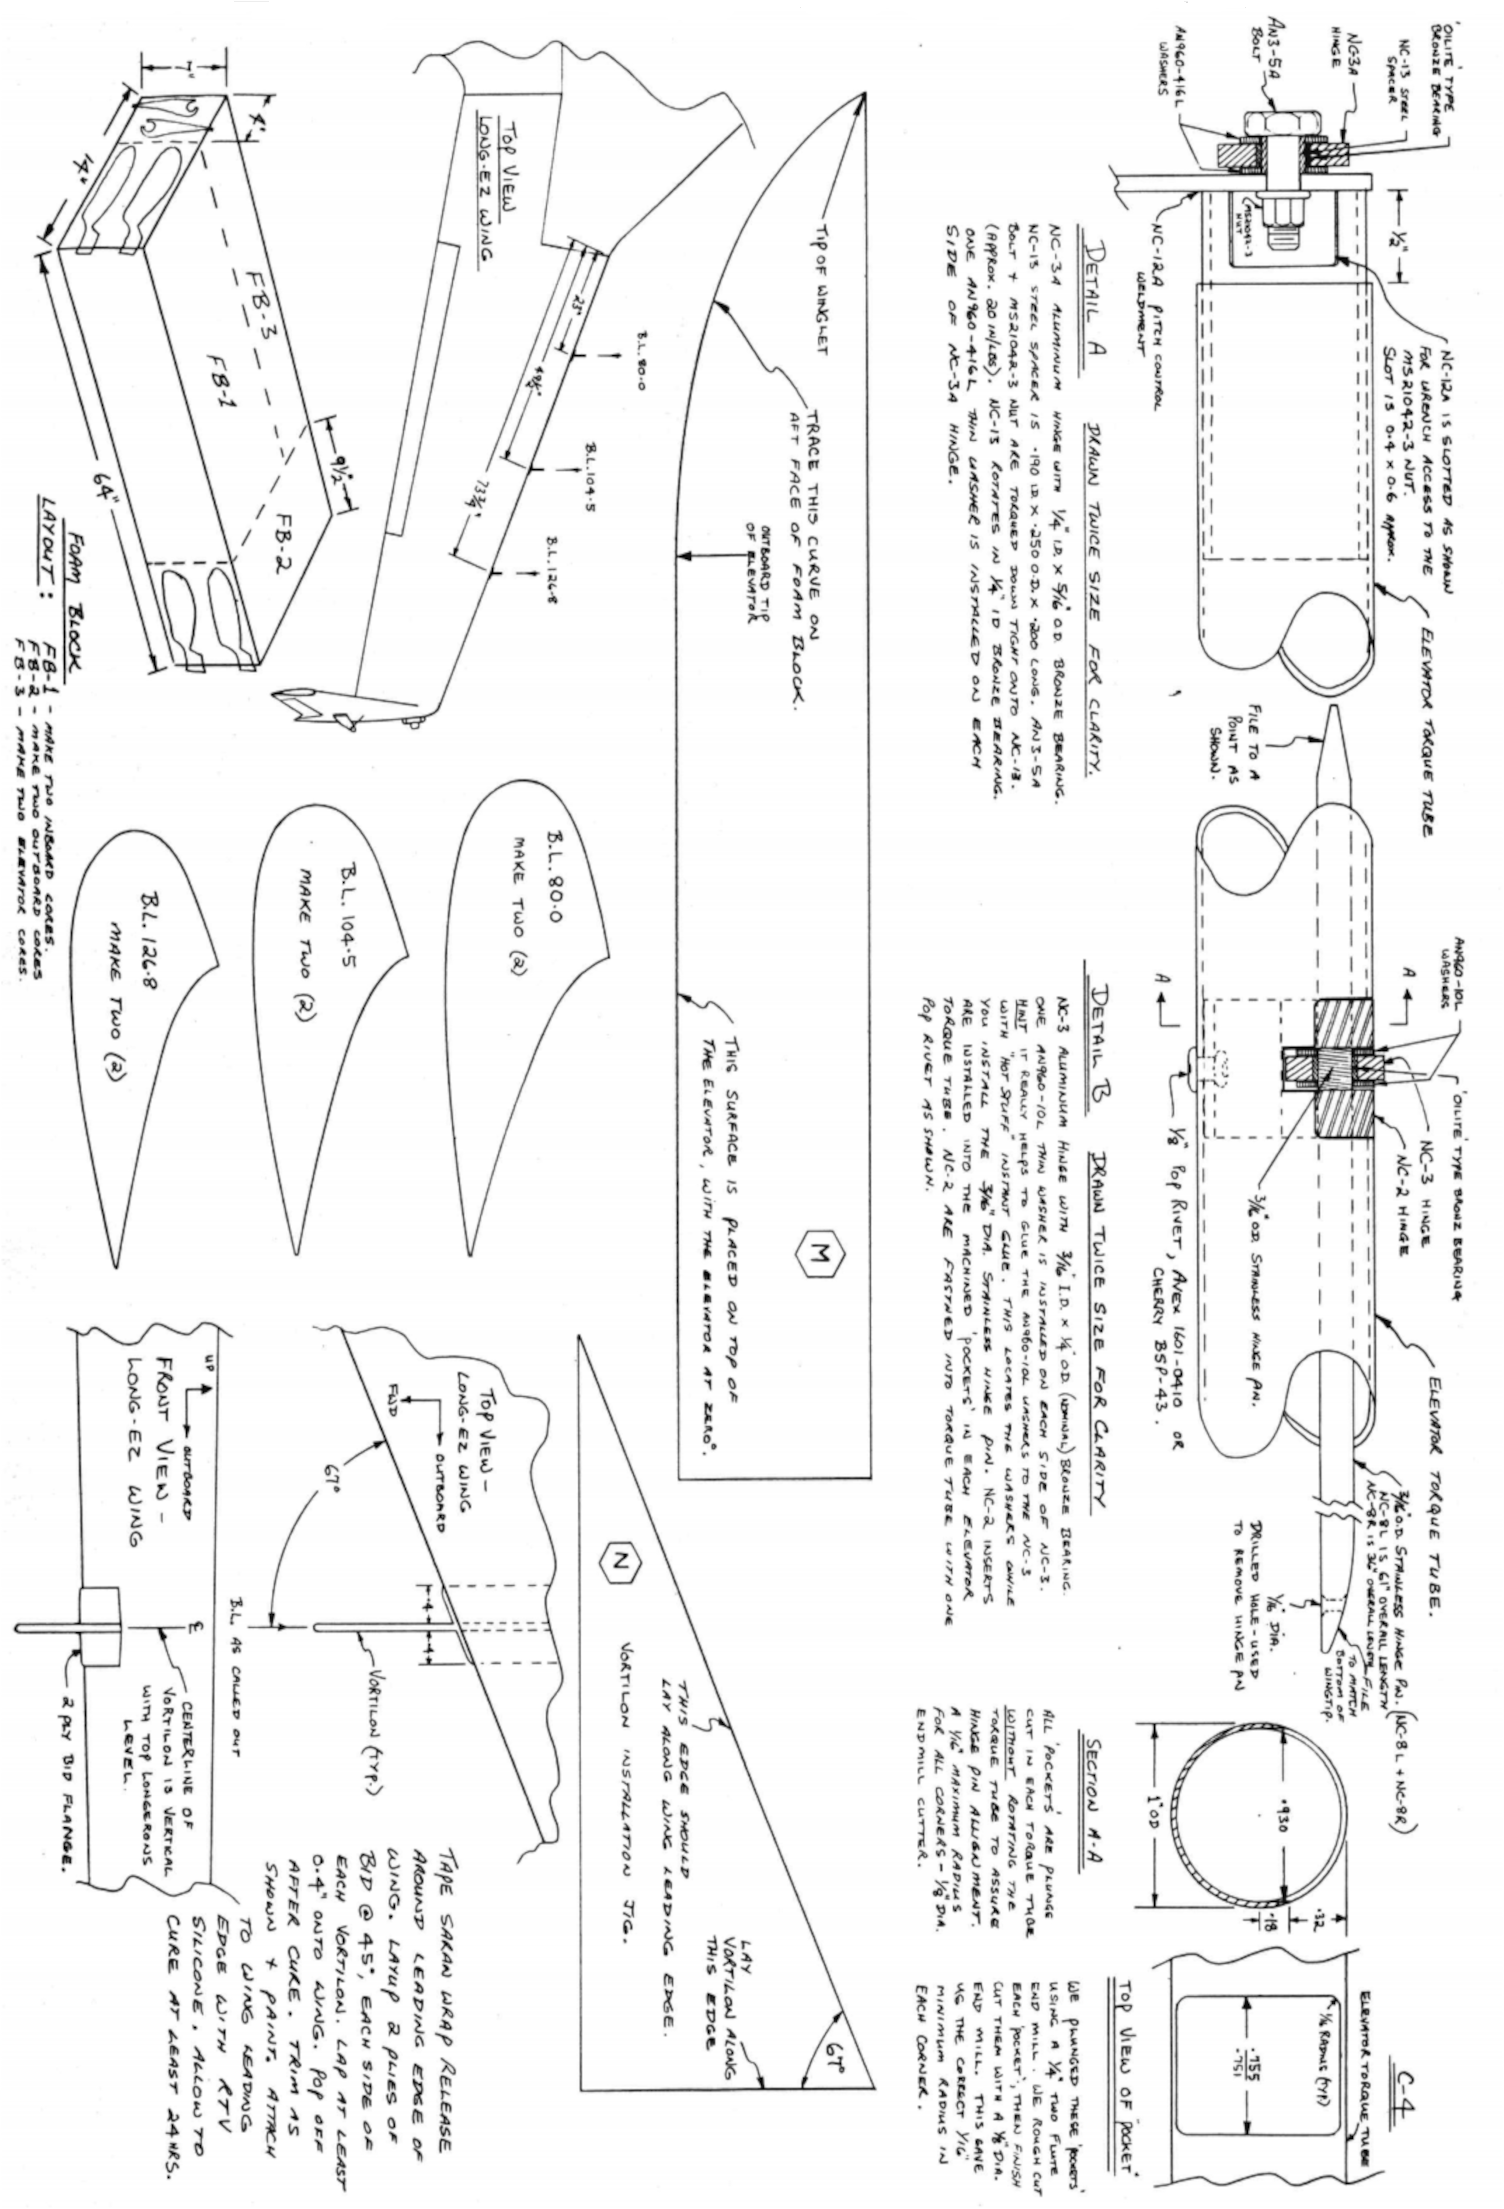 C-4
'OILITE' TYPE
BRONZE BEARING
NC-13 STEEL
SPACER
NG3A
HINGE
AN3-5A
BOLT
AN960-416L
WASHERS
MS21042-3
NUT
1/2"
NC-12A PITCH CONTROL
WELDMENT
NC-12A IS SLOTTED AS SHOWN
FOR WRENCH ACCESS TO THE
MS21042-3 NUT.
SLOT IS 0.4 x 0.6 APPROX.
ELEVATOR TORQUE TUBE
DETAIL A DRAWN TWICE SIZE FOR CLARITY.
NC-3A ALUMINUM HINGE WITH 1/4" I.D. x 5/16" O.D BRONZE BEARING.
NC-13 STEEL SPACER IS .190 I.D. x .250 O.D. x .200 LONG. AN3-5A
BOLT & MS21042-3 NUT ARE TORQUED DOWN TIGHT ONTO NC-13.
(APPROX. 20 IN/LBS). NC-13 ROTATES IN 1/4" ID BRONZE BEARING.
ONE AN960-416L THIN WASHER IS INSTALLED ON EACH
SIDE OF NC-3A HINGE.
FILE TO A
POINT AS
SHOWN.
AN960-10L
WASHERS
'OILITE' TYPE BRONZ BEARING
NC-3 HINGE
NC-2 HINGE
3/16" O.D. STAINLESS HINGE PIN.
A
A
1/8" POP RIVET, AVEX 1601-0410 OR
CHERRY BSP-43.
ELEVATOR TORQUE TUBE.
3/16" O.D. STAINLESS HINGE PIN. (NC-8L + NC-8R)
NC-8L IS 61" OVERALL LENGTH
NC-8R IS 36" OVERALL LENGTH
FILE
TO MATCH
BOTTOM OF
WINGTIP.
1/16" DIA.
DRILLED HOLE - USED
TO REMOVE HINGE PIN
DETAIL B DRAWN TWICE SIZE FOR CLARITY
NC-3 ALUMINUM HINGE WITH 3/16" I.D. x 1/4" O.D (NOMINAL) BRONZE BEARING.
ONE AN960-10L THIN WASHER IS INSTALLED ON EACH SIDE OF NC-3.
HINT IT REALLY HELPS TO GLUE THE AN960-10L WASHERS TO THE NC-3
WITH "HOT STUFF" INSTANT GLUE. THIS LOCATES THE WASHERS WHILE
YOU INSTALL THE 3/16" DIA. STAINLESS HINGE PIN. NC-2 INSERTS
ARE INSTALLED INTO THE MACHINED 'POCKETS' IN EACH ELEVATOR
TORQUE TUBE. NC-2 ARE FASTNED INTO TORQUE TUBE WITH ONE
POP RIVET AS SHOWN.
.930
1" OD
.18
.32
SECTION A-A
ALL 'POCKETS' ARE PLUNGE
CUT IN EACH TORQUE TUBE
WITHOUT ROTATING THE
TORQUE TUBE TO ASSURE
HINGE PIN ALIGNMENT.
A 1/16" MAXIMUM RADIUS
FOR ALL CORNERS - 1/8" DIA.
ENDMILL CUTTER.
ELEVATOR TORQUE TUBE
1/16 RADIUS (TYP)
.755
.751
TOP VIEW OF 'POCKET'
WE PLUNGED THESE 'POCKETS'
USING A 1/4" TWO FLUTE
END MILL. WE ROUGH CUT
EACH 'POCKET', THEN FINISH
CUT THEM WITH A 1/8" DIA.
END MILL. THIS GAVE
US THE CORRECT 1/16"
MINIMUM RADIUS IN
EACH CORNER.
TIP OF WINGLET
TRACE THIS CURVE ON
AFT FACE OF FOAM BLOCK.
OUTBOARD TIP
OF ELEVATOR
M
THIS SURFACE IS PLACED ON TOP OF
THE ELEVATOR, WITH THE ELEVATOR AT ZERO°.
N
VORTILON INSTALLATION JIG.
THIS EDGE SHOULD
LAY ALONG WING LEADING EDGE.
LAY
VORTILON ALONG
THIS EDGE
67°
TOP VIEW
LONG-EZ WING
23"
48 1/2"
73 3/4"
B.L. 80.0
B.L. 104.5
B.L. 126.8
7"
4"
14"
64"
9 1/2"
FB-3
FB-1
FB-2
FOAM BLOCK
LAYOUT:
FB-1 - MAKE TWO INBOARD CORES.
FB-2 - MAKE TWO OUTBOARD CORES
FB-3 - MAKE TWO ELEVATOR CORES.
B.L. 80.0
MAKE TWO (2)
B.L. 104.5
MAKE TWO (2)
B.L. 126.8
MAKE TWO (2)
TOP VIEW -
LONG-EZ WING
OUTBOARD
FWD
67°
.4
.4
VORTILON (TYP.)
B.L. AS CALLED OUT
UP
OUTBOARD
FRONT VIEW -
LONG-EZ WING
CENTERLINE OF
VORTILON IS VERTICAL
WITH TOP LONGERONS
LEVEL.
2 PLY BID FLANGE.
TAPE SARAN WRAP RELEASE
AROUND LEADING EDGE OF
WING. LAYUP 2 PLIES OF
BID @ 45°, EACH SIDE OF
EACH VORTILON. LAP AT LEAST
0.4" ONTO WING. POP OFF
AFTER CURE. TRIM AS
SHOWN & PAINT. ATTACH
TO WING LEADING
EDGE WITH RTV
SILICONE. ALLOW TO
CURE AT LEAST 24 HRS.